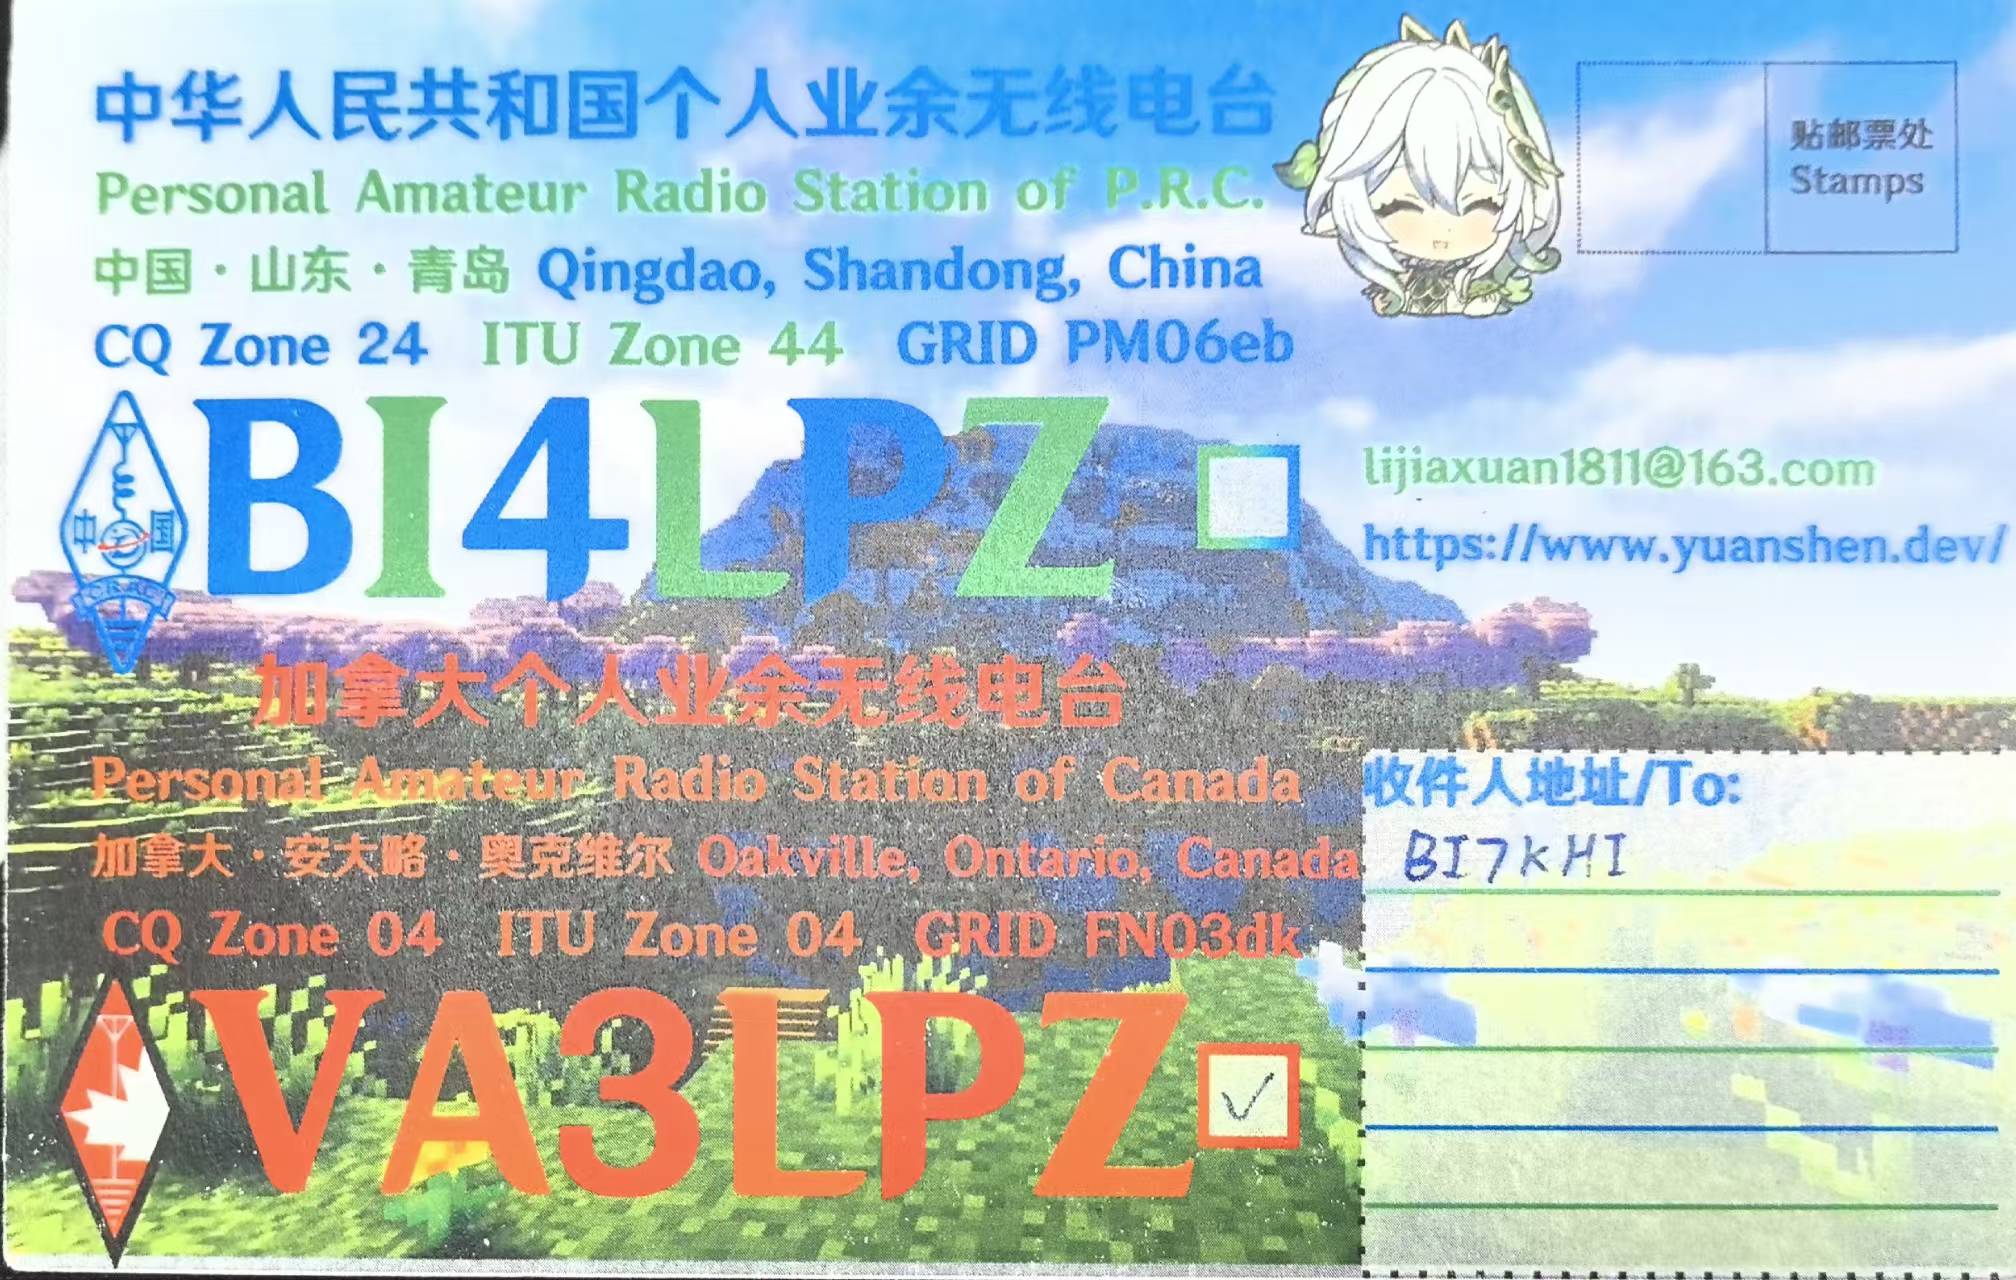 中华人民共和国个人业余无线电台
Personal Amateur Radio Station of P.R.C.
中国·山东·青岛 Qingdao, Shandong, China
CQ Zone 24 ITU Zone 44 GRID PM06eb
BI4LPZ
中国
CRAC
贴邮票处
Stamps
lijiaxuan1811@163.com
https://www.yuanshen.dev/
加拿大个人业余无线电台
Personal Amateur Radio Station of Canada
加拿大·安大略·奥克维尔 Oakville, Ontario, Canada
CQ Zone 04 ITU Zone 04 GRID FN03dk
VA3LPZ
收件人地址/To:
BI7KHI